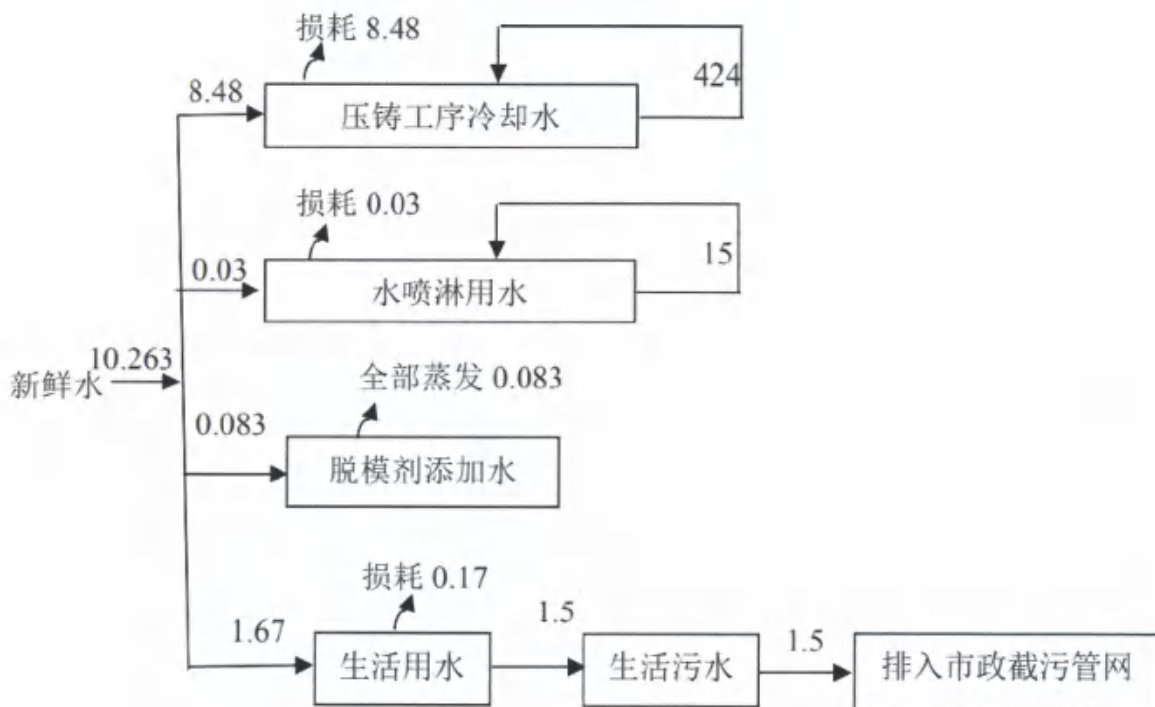 损耗 8.48
424
8.48
压铸工序冷却水
损耗 0.03
15
0.03
水喷淋用水
10.263
新鲜水
全部蒸发 0.083
0.083
脱模剂添加水
损耗 0.17
1.67
生活用水
1.5
生活污水
1.5
排入市政截污管网